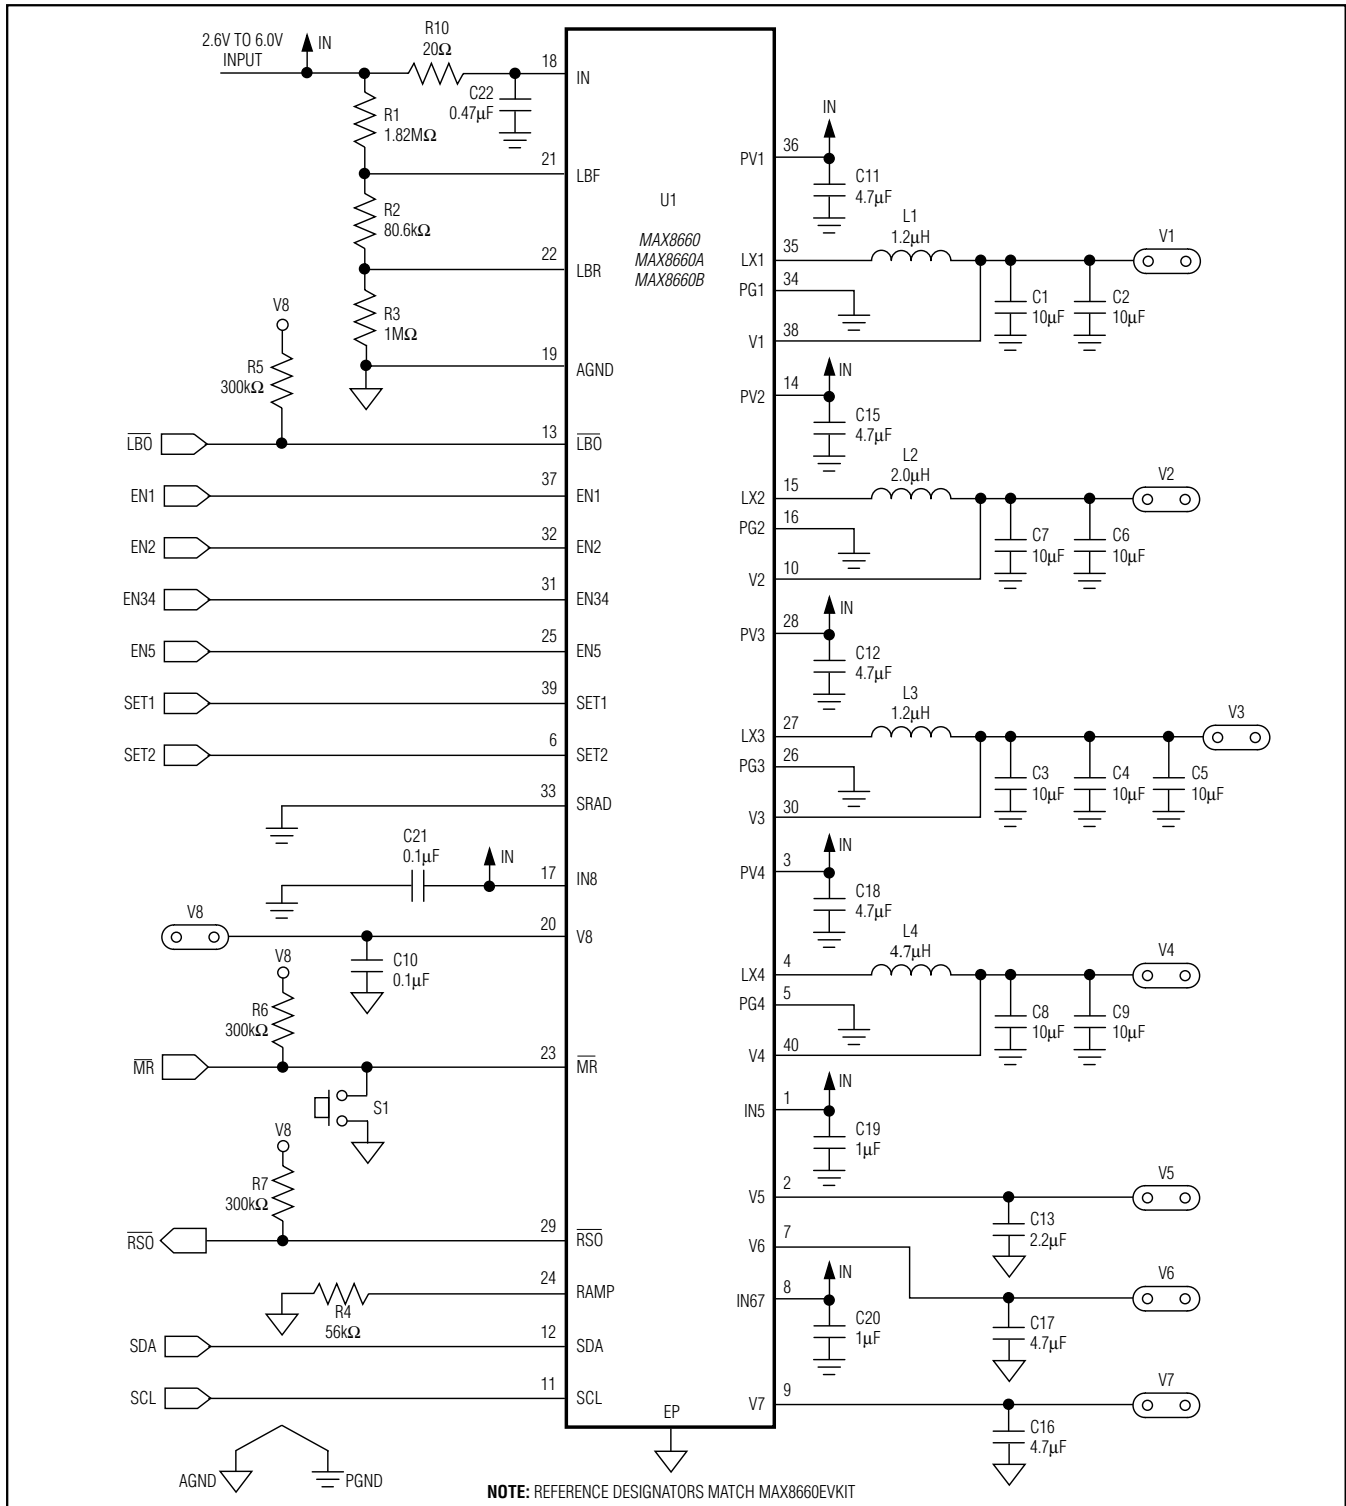 2.6V TO 6.0V
INPUT
IN
R10
20Ω
18
IN
C22
0.47µF
R1
1.82MΩ
21
LBF
R2
80.6kΩ
22
LBR
R3
1MΩ
19
AGND
V8
R5
300kΩ
L̅B̅O̅
13
L̅B̅O̅
EN1
37
EN1
EN2
32
EN2
EN34
31
EN34
EN5
25
EN5
SET1
39
SET1
SET2
6
SET2
33
SRAD
C21
0.1µF
IN
17
IN8
V8
20
V8
C10
0.1µF
V8
R6
300kΩ
M̅R̅
23
M̅R̅
S1
V8
R7
300kΩ
R̅S̅O̅
29
R̅S̅O̅
24
RAMP
R4
56kΩ
SDA
12
SDA
SCL
11
SCL
AGND
PGND
U1
MAX8660
MAX8660A
MAX8660B
EP
IN
PV1
36
C11
4.7µF
LX1
35
L1
1.2µH
V1
PG1
34
C1
10µF
C2
10µF
V1
38
IN
PV2
14
C15
4.7µF
LX2
15
L2
2.0µH
V2
PG2
16
C7
10µF
C6
10µF
V2
10
IN
PV3
28
C12
4.7µF
LX3
27
L3
1.2µH
V3
PG3
26
C3
10µF
C4
10µF
C5
10µF
V3
30
IN
PV4
3
C18
4.7µF
LX4
4
L4
4.7µH
V4
PG4
5
C8
10µF
C9
10µF
V4
40
IN
IN5
1
C19
1µF
V5
2
V5
C13
2.2µF
V6
7
V6
IN
IN67
8
C20
1µF
C17
4.7µF
V7
9
V7
C16
4.7µF
NOTE: REFERENCE DESIGNATORS MATCH MAX8660EVKIT